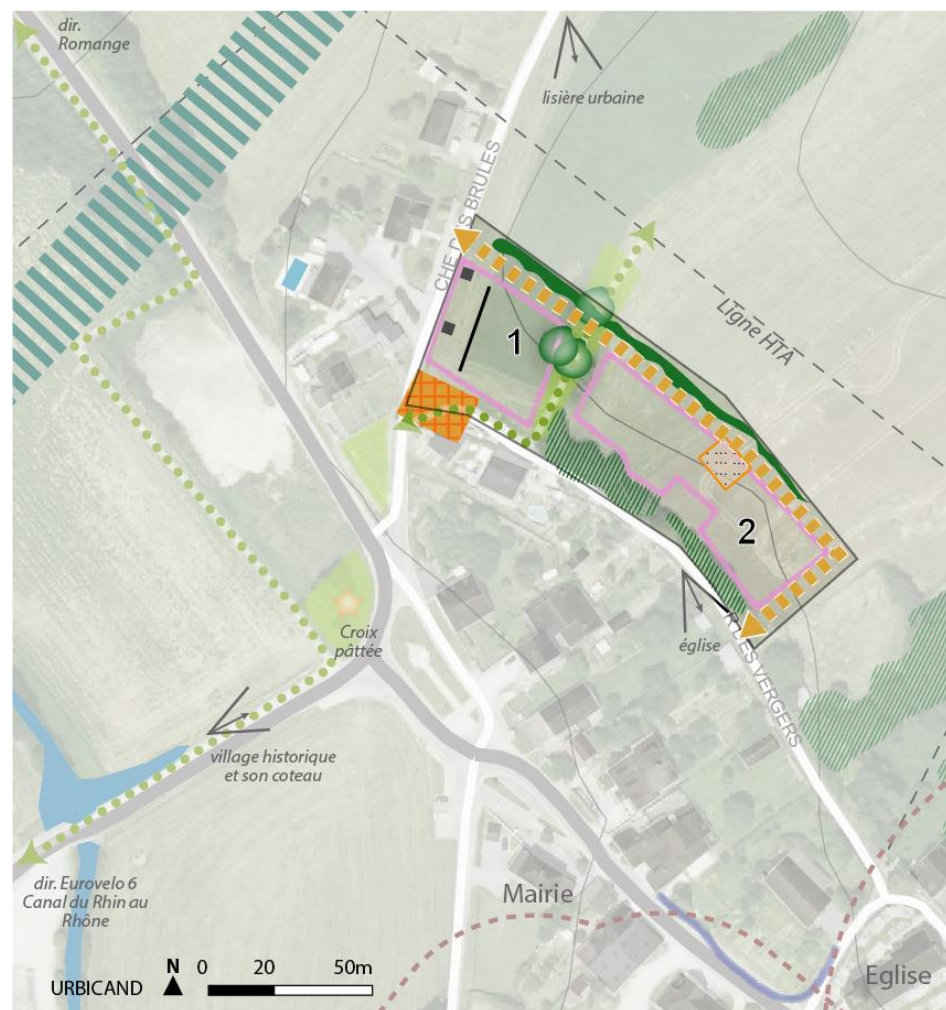 dir.
Romange
lisière urbaine
CHE DES BRULES
Ligne HTA
1
2
Croix
pâttée
église
R LES VERGERS
village historique
et son coteau
dir. Eurovelo 6
Canal du Rhin au
Rhône
Mairie
Eglise
N 0 20 50m
URBICAND